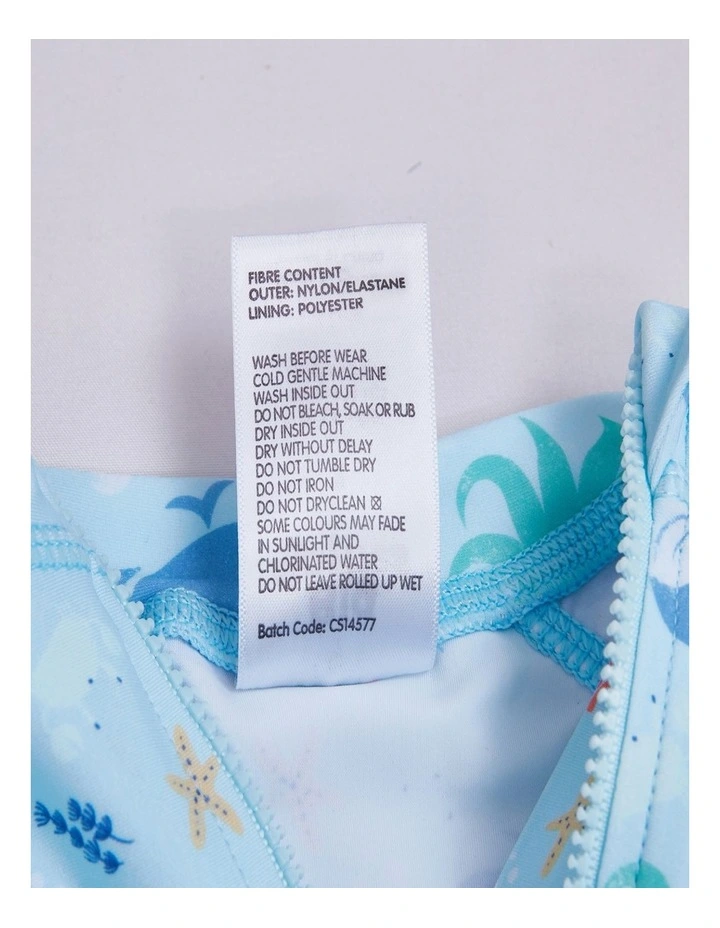 FIBRE CONTENT
OUTER: NYLON/ELASTANE
LINING: POLYESTER
WASH BEFORE WEAR
COLD GENTLE MACHINE
WASH INSIDE OUT
DO NOT BLEACH, SOAK OR RUB
DRY INSIDE OUT
DRY WITHOUT DELAY
DO NOT TUMBLE DRY
DO NOT IRON
DO NOT DRYCLEAN
SOME COLOURS MAY FADE
IN SUNLIGHT AND
CHLORINATED WATER
DO NOT LEAVE ROLLED UP WET
Batch Code: CS14577